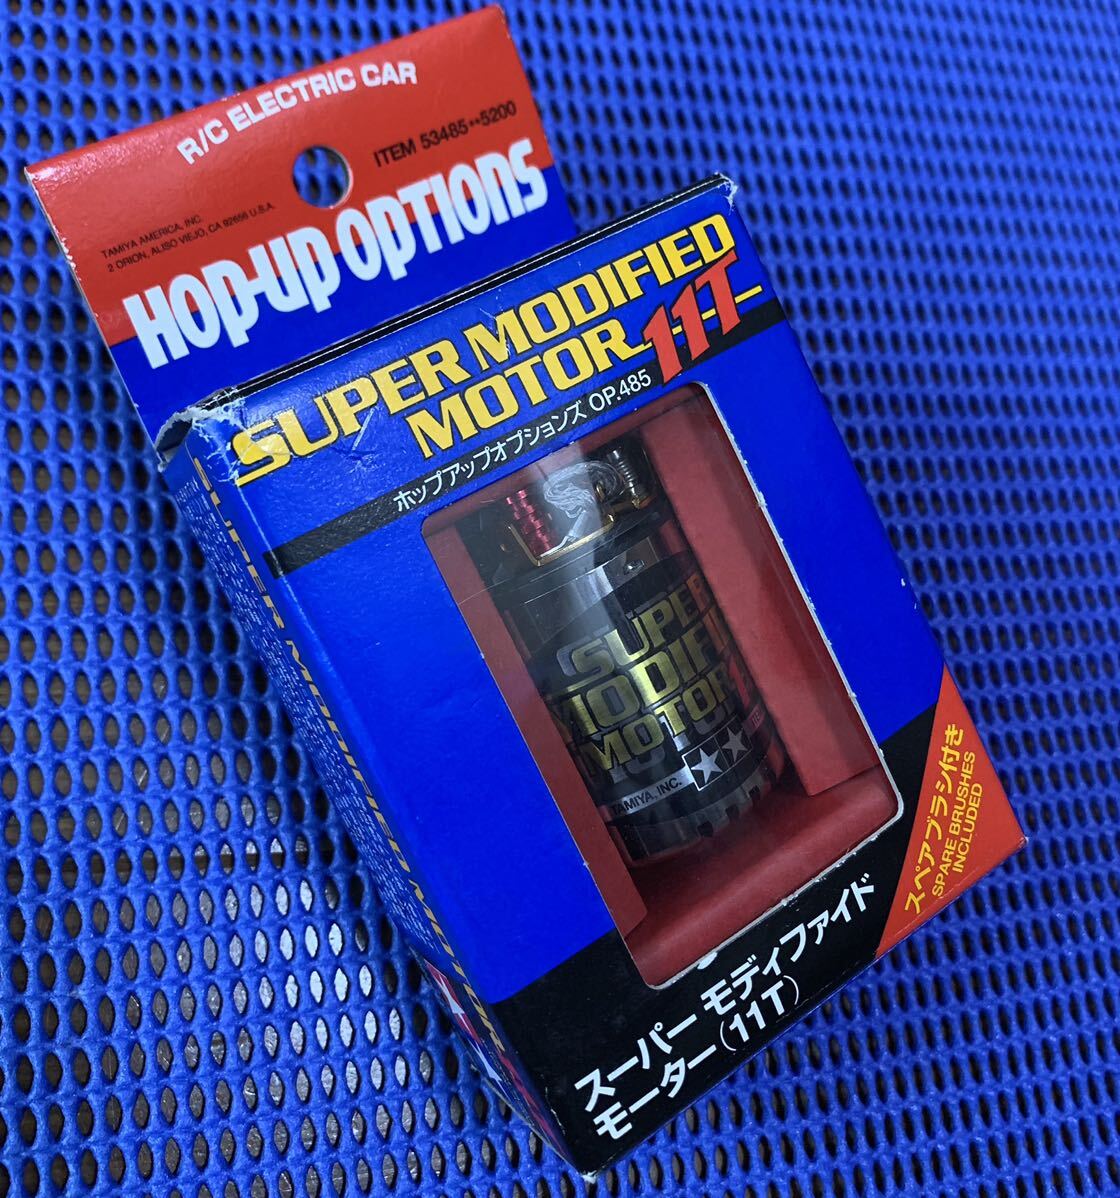 R/C ELECTRIC CAR
ITEM 53485••5200
TAMIYA AMERICA, INC.
2 ORION, ALISO VIEJO, CA 92656 U.S.A.
HOP-UP OPTIONS
SUPER MODIFIED
MOTOR 11T
ホップアップオプションズ OP.485
SUPER
MODIFI
MOTOR
TAMIYA, INC.
スペアブラシ付き
SPARE BRUSHES
INCLUDED
スーパー モディファイド
モーター(11T)
SUPER MODIFIED MOTOR